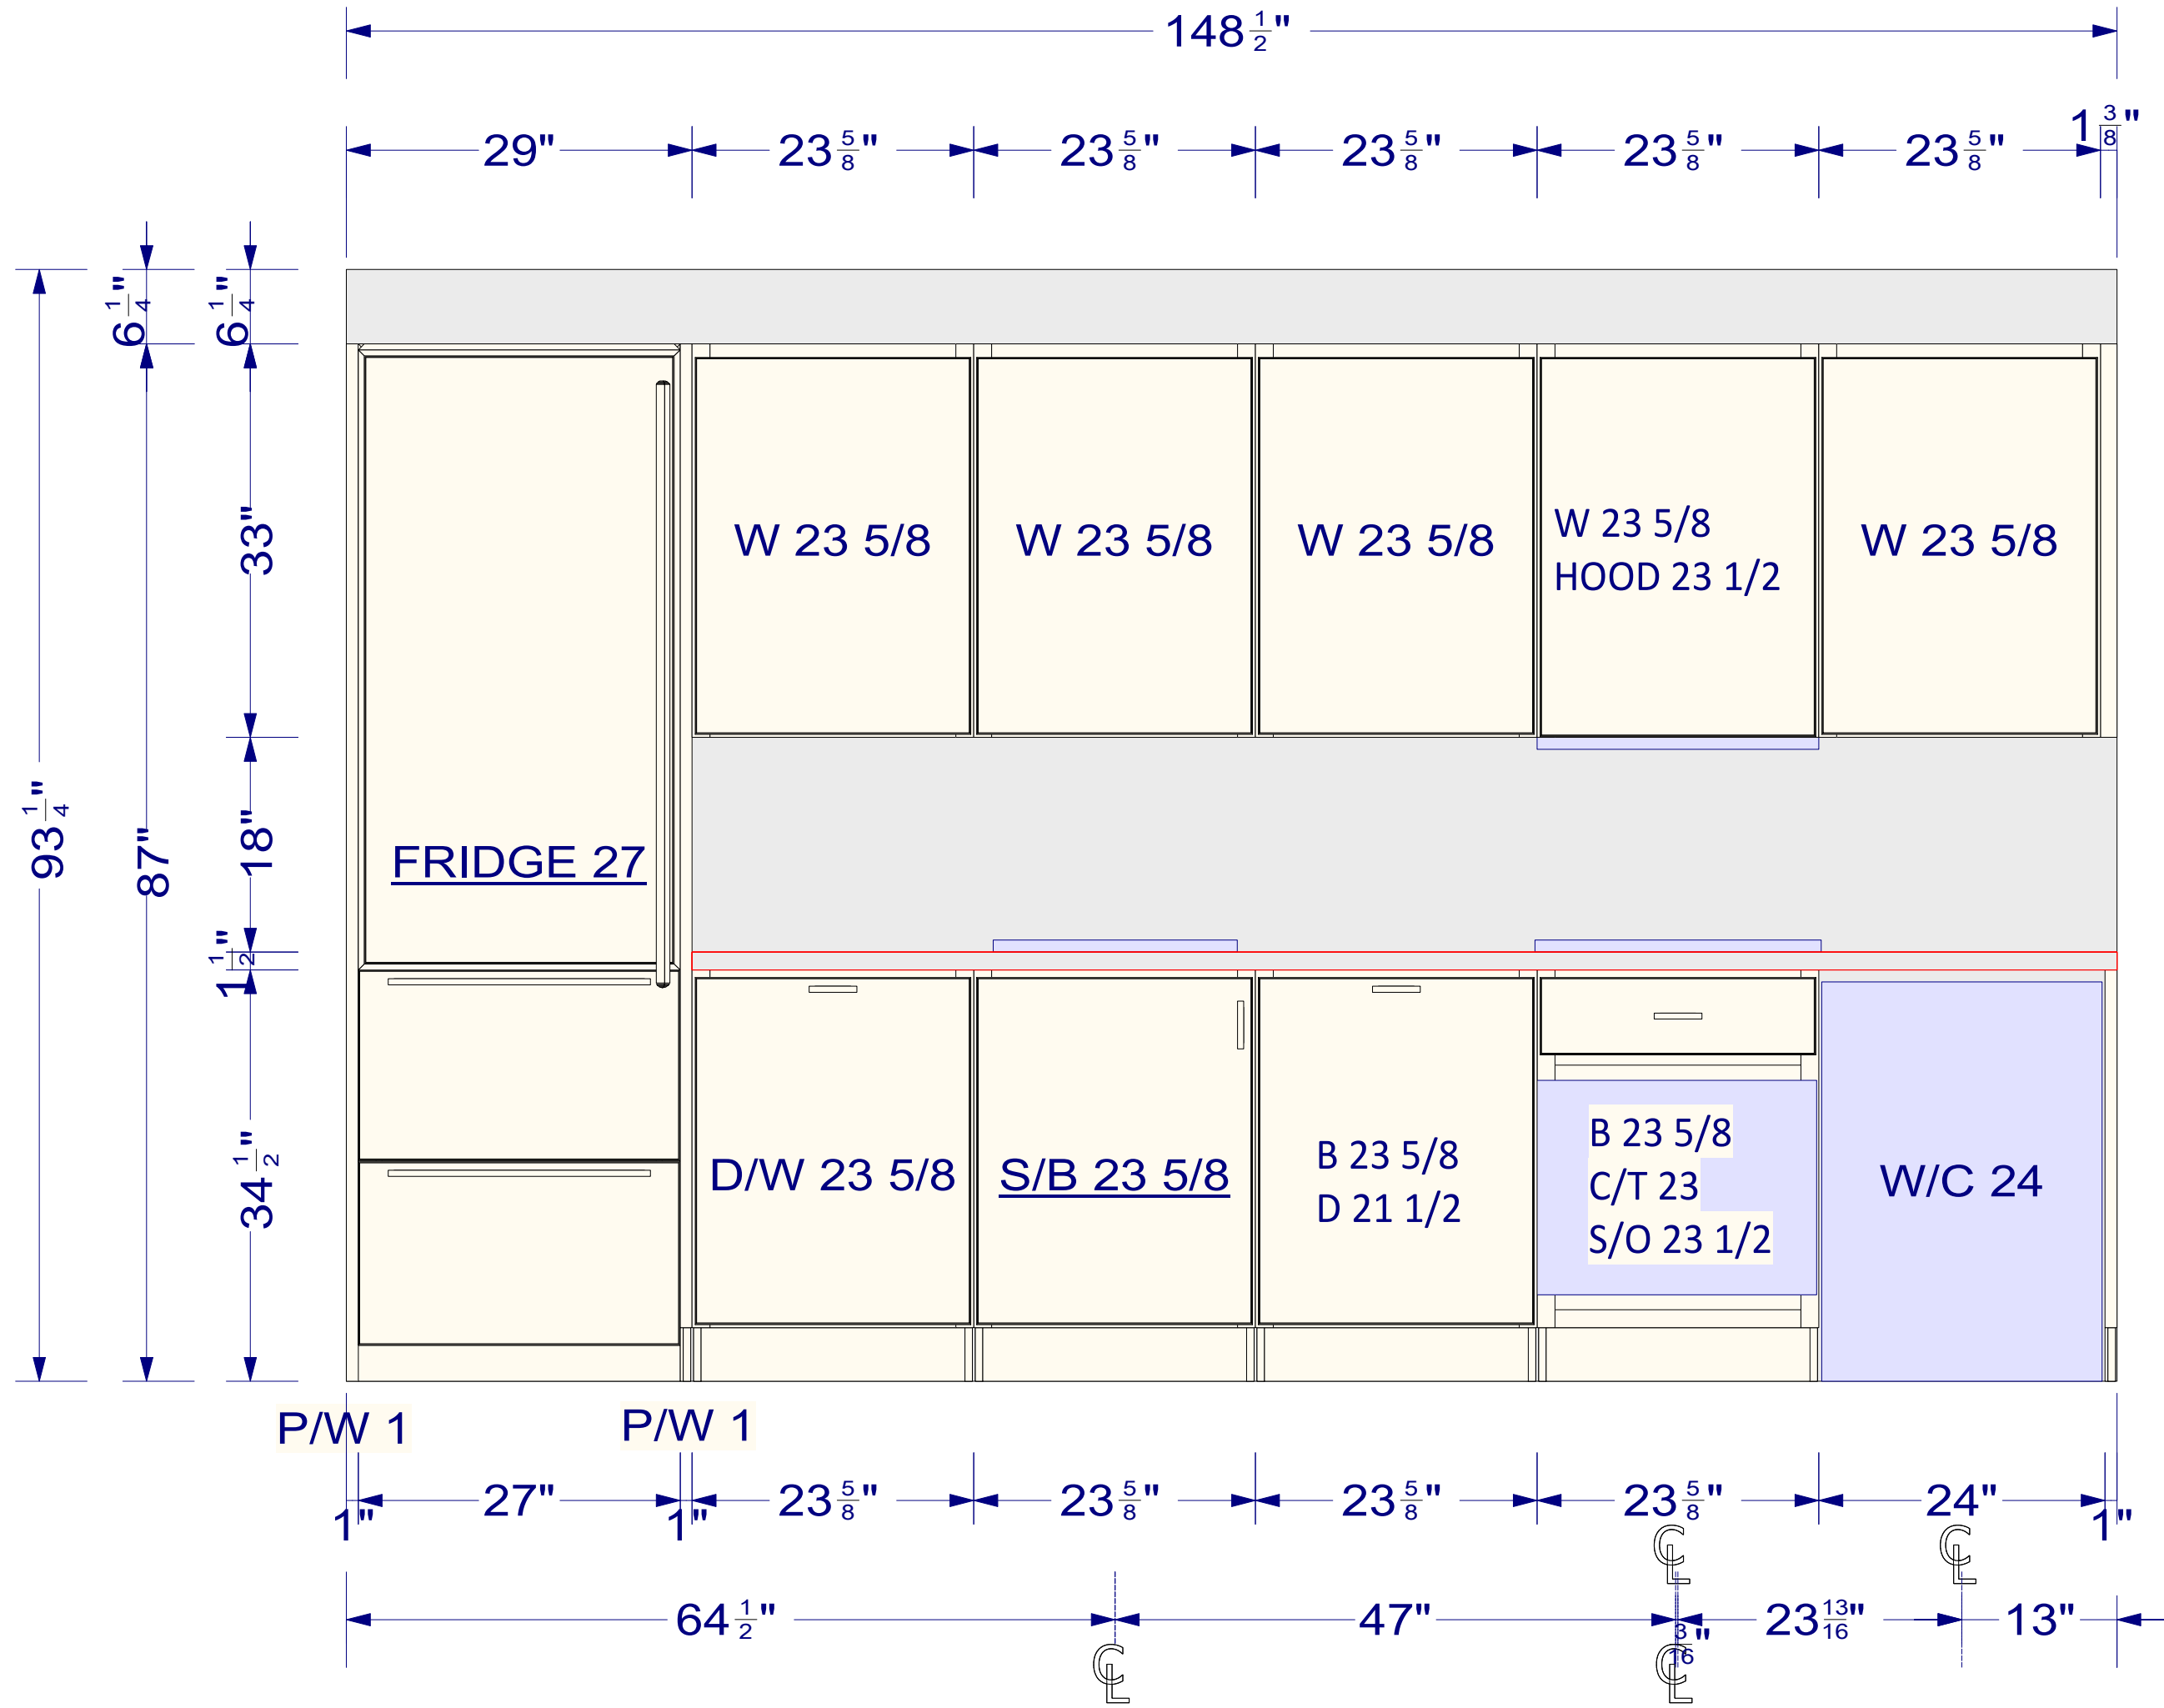 148 1/2"
1 3/8"
29" 23 5/8" 23 5/8" 23 5/8" 23 5/8" 23 5/8"
6 1/4" 6 1/4"
W 23 5/8 W 23 5/8 W 23 5/8 W 23 5/8 W 23 5/8
HOOD 23 1/2
33"
93 1/4" 87" 18"
FRIDGE 27
1 1/2"
34 1/2"
D/W 23 5/8 S/B 23 5/8 B 23 5/8 B 23 5/8 W/C 24
D 21 1/2 C/T 23
S/O 23 1/2
P/W 1 P/W 1
27" 23 5/8" 23 5/8" 23 5/8" 23 5/8" 24"
1" 1" 1"
CL CL
64 1/2" 47" 23 13/16" 13"
3/16"
CL CL